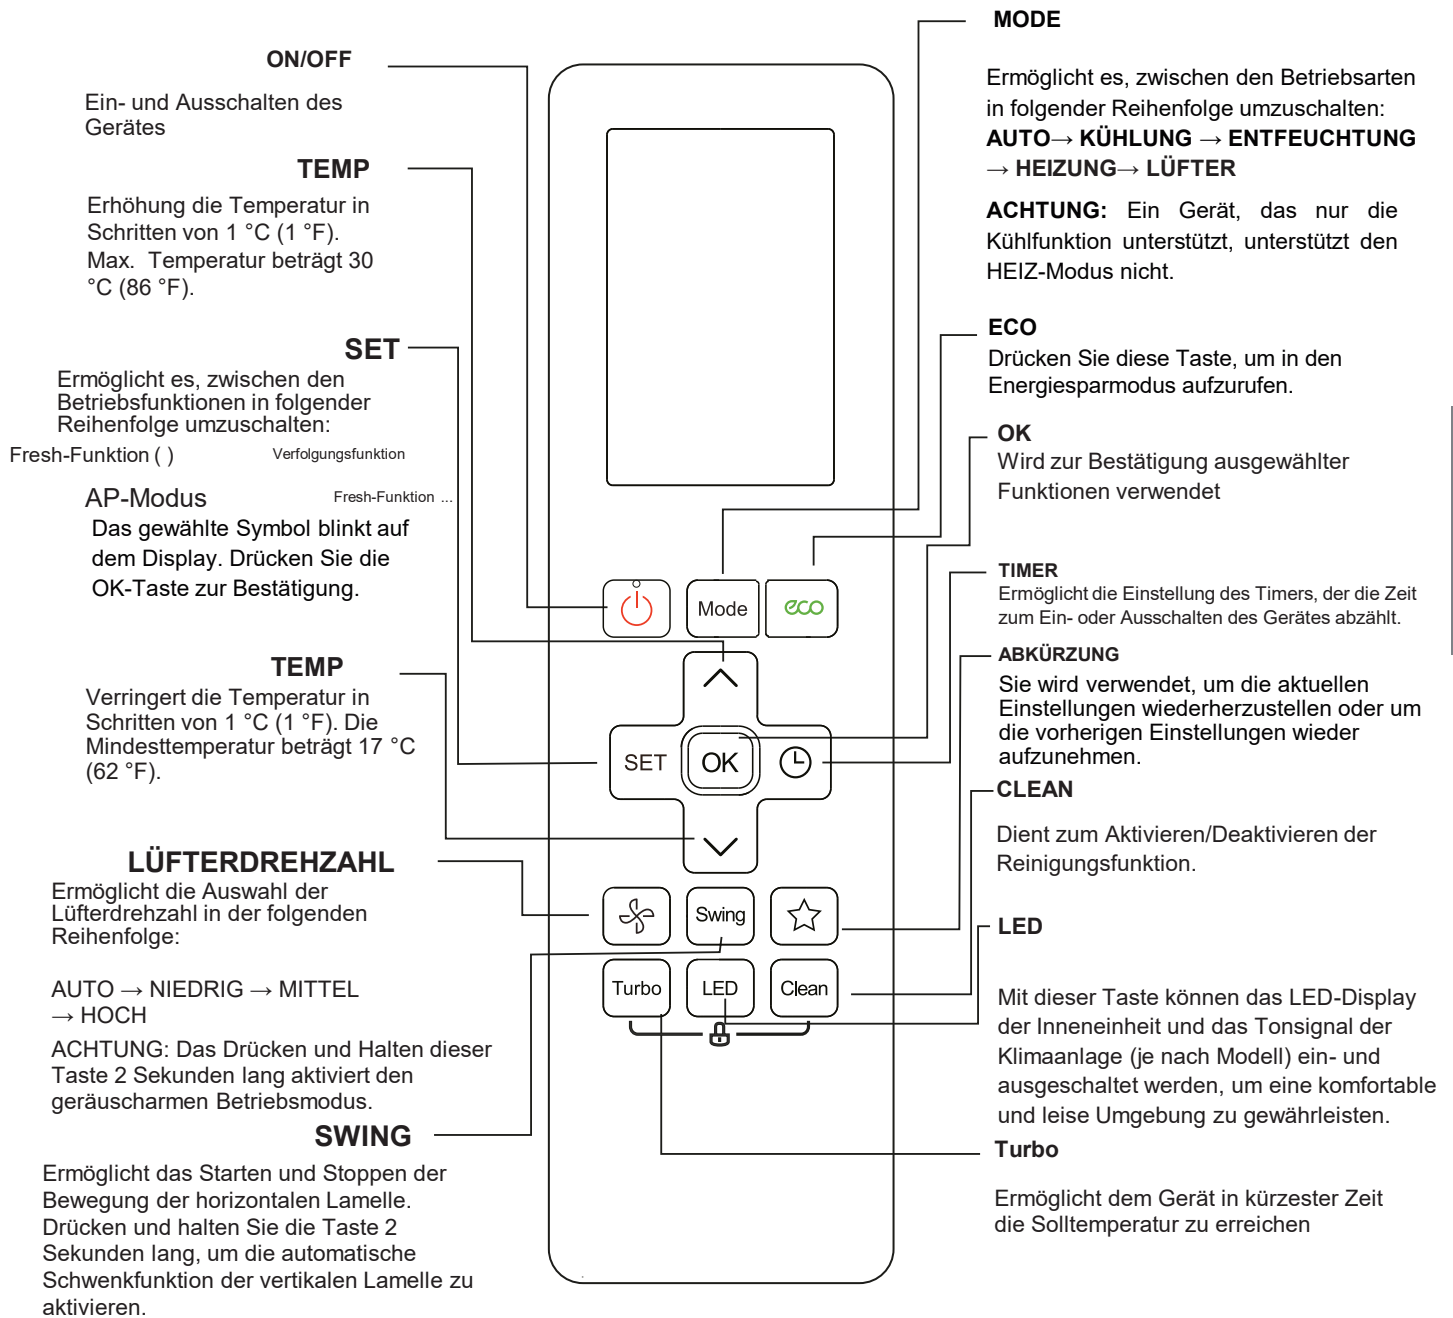 ON/OFF
Ein- und Ausschalten des
Gerätes
TEMP
Erhöhung die Temperatur in
Schritten von 1 °C (1 °F).
Max. Temperatur beträgt 30
°C (86 °F).
SET
Ermöglicht es, zwischen den
Betriebsfunktionen in folgender
Reihenfolge umzuschalten:
Fresh-Funktion ( ) Verfolgungsfunktion
AP-Modus Fresh-Funktion ...
Das gewählte Symbol blinkt auf
dem Display. Drücken Sie die
OK-Taste zur Bestätigung.
TEMP
Verringert die Temperatur in
Schritten von 1 °C (1 °F). Die
Mindesttemperatur beträgt 17 °C
(62 °F).
LÜFTERDREHZAHL
Ermöglicht die Auswahl der
Lüfterdrehzahl in der folgenden
Reihenfolge:
AUTO → NIEDRIG → MITTEL
→ HOCH
ACHTUNG: Das Drücken und Halten dieser
Taste 2 Sekunden lang aktiviert den
geräuscharmen Betriebsmodus.
SWING
Ermöglicht das Starten und Stoppen der
Bewegung der horizontalen Lamelle.
Drücken und halten Sie die Taste 2
Sekunden lang, um die automatische
Schwenkfunktion der vertikalen Lamelle zu
aktivieren.
Mode
eco
SET
OK
Swing
Turbo
LED
Clean
MODE
Ermöglicht es, zwischen den Betriebsarten
in folgender Reihenfolge umzuschalten:
AUTO→ KÜHLUNG → ENTFEUCHTUNG
→ HEIZUNG→ LÜFTER
ACHTUNG: Ein Gerät, das nur die
Kühlfunktion unterstützt, unterstützt den
HEIZ-Modus nicht.
ECO
Drücken Sie diese Taste, um in den
Energiesparmodus aufzurufen.
OK
Wird zur Bestätigung ausgewählter
Funktionen verwendet
TIMER
Ermöglicht die Einstellung des Timers, der die Zeit
zum Ein- oder Ausschalten des Gerätes abzählt.
ABKÜRZUNG
Sie wird verwendet, um die aktuellen
Einstellungen wiederherzustellen oder um
die vorherigen Einstellungen wieder
aufzunehmen.
CLEAN
Dient zum Aktivieren/Deaktivieren der
Reinigungsfunktion.
LED
Mit dieser Taste können das LED-Display
der Inneneinheit und das Tonsignal der
Klimaanlage (je nach Modell) ein- und
ausgeschaltet werden, um eine komfortable
und leise Umgebung zu gewährleisten.
Turbo
Ermöglicht dem Gerät in kürzester Zeit
die Solltemperatur zu erreichen